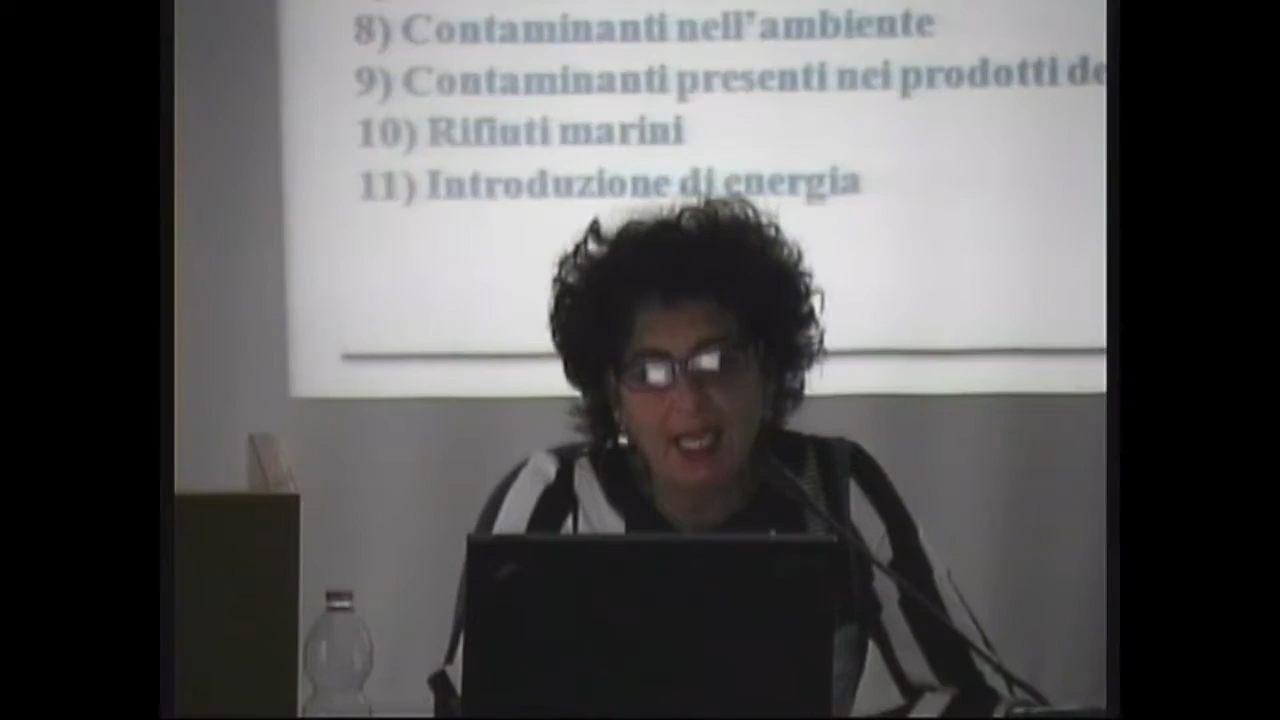 8) Contaminanti nell'ambiente
9) Contaminanti presenti nei prodotti de
10) Rifiuti marini
11) Introduzione di energia